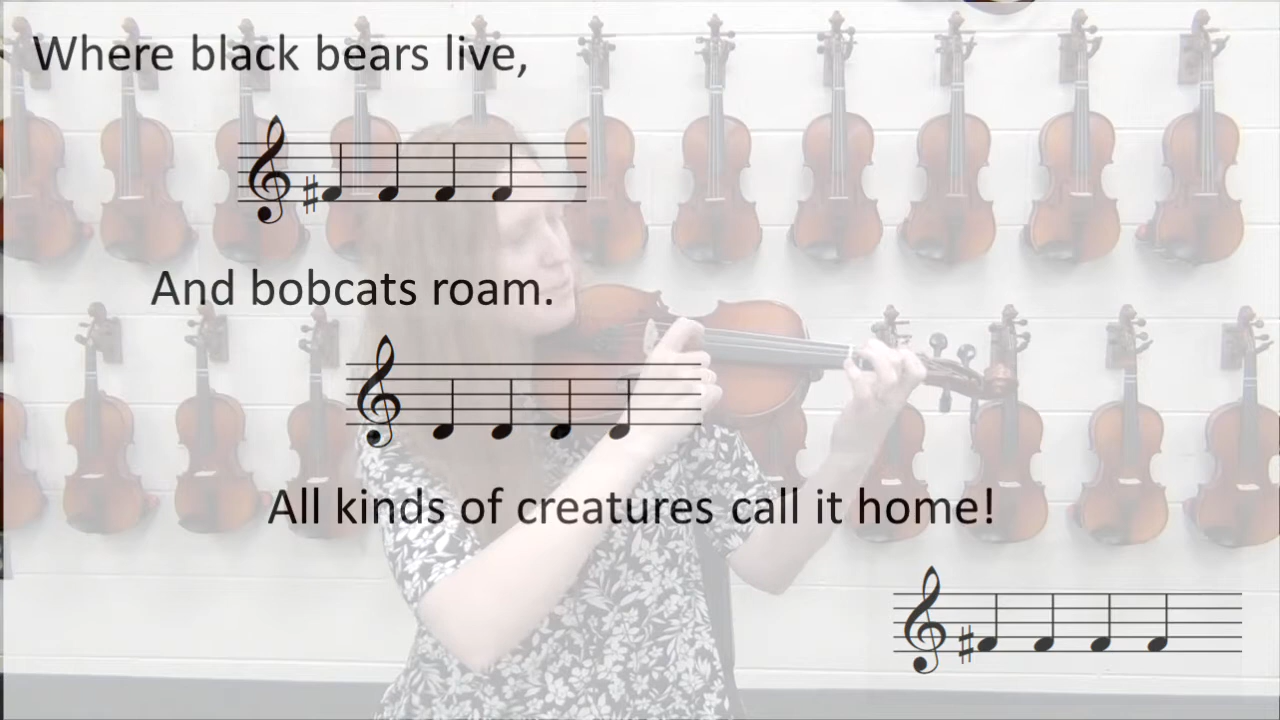 Where black bears live,
And bobcats roam.
All kinds of creatures call it home!